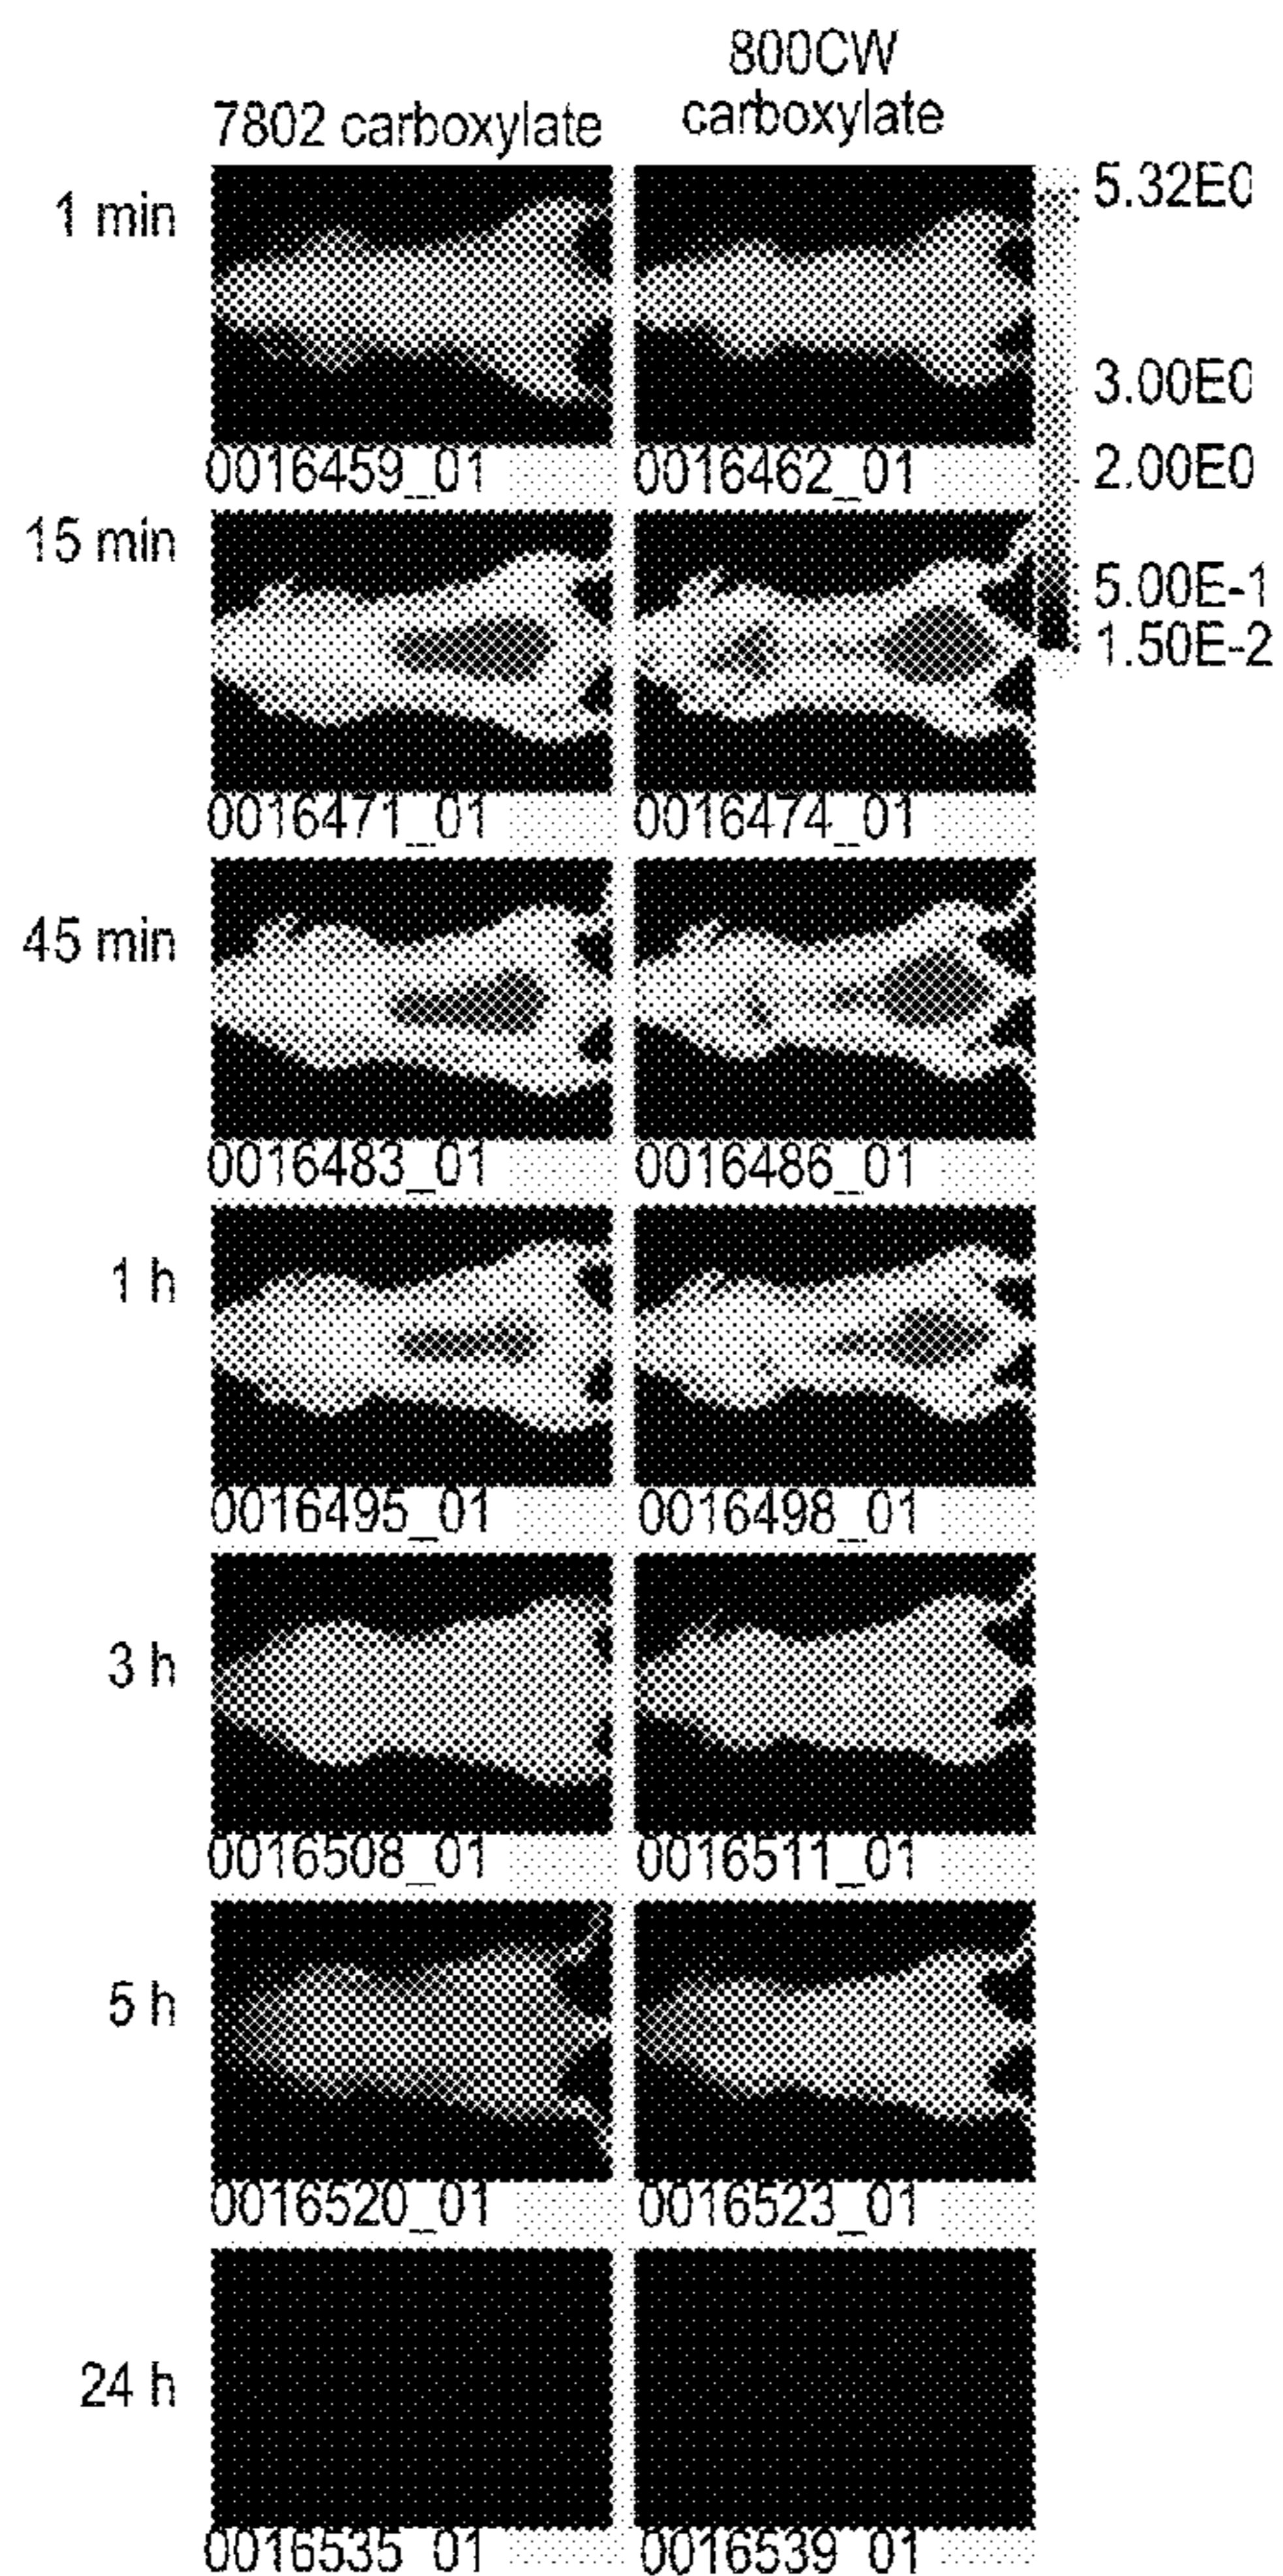 800CW
7802 carboxylate
carboxylate
1 min
5.32E0
3.00E0
2.00E0
0016459_01
0016462_01
15 min
5.00E-1
1.50E-2
0016471_01
0016474_01
45 min
0016483_01
0016486_01
1 h
0016495_01
0016498_01
3 h
0016508_01
0016511_01
5 h
0016520_01
0016523_01
24 h
0016535_01
0016539_01